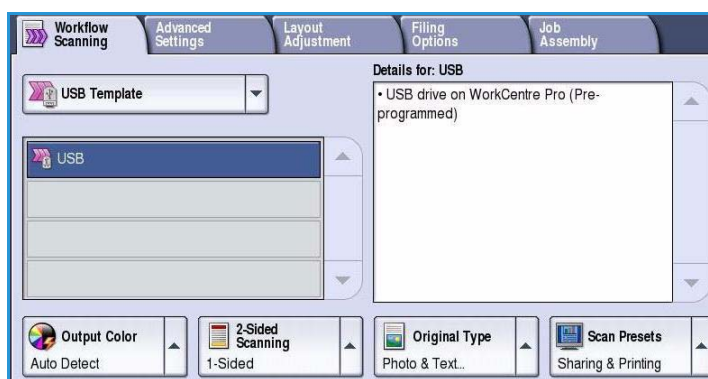 Workflow Scanning
Advanced Settings
Layout Adjustment
Filing Options
Job Assembly
USB Template
Details for: USB
• USB drive on WorkCentre Pro (Pre-
programmed)
USB
Output Color
Auto Detect
2-Sided
Scanning
1-Sided
Original Type
Photo & Text...
Scan Presets
Sharing & Printing